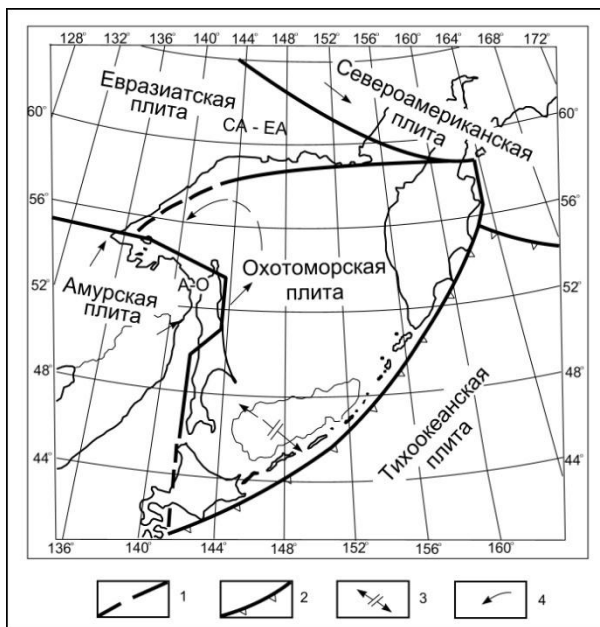 128° 132° 136° 140° 144° 148° 152° 156° 160° 164° 168° 172°
Евразиатская
плита
Североамериканская
плита
СА - ЕА
60° 60°
56° 56°
52° 52°
48° 48°
44° 44°
А-О
Охотоморская
плита
Амурская
плита
Тихоокеанская
плита
136° 140° 144° 148° 152° 156° 160°
1 2 3 4